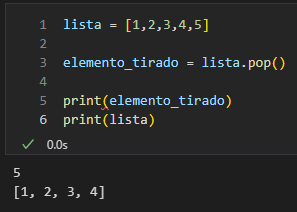 1 lista = [1,2,3,4,5]
2
3 elemento_tirado = lista.pop()
4
5 print(elemento_tirado)
6 print(lista)
0.0s
5
[1, 2, 3, 4]